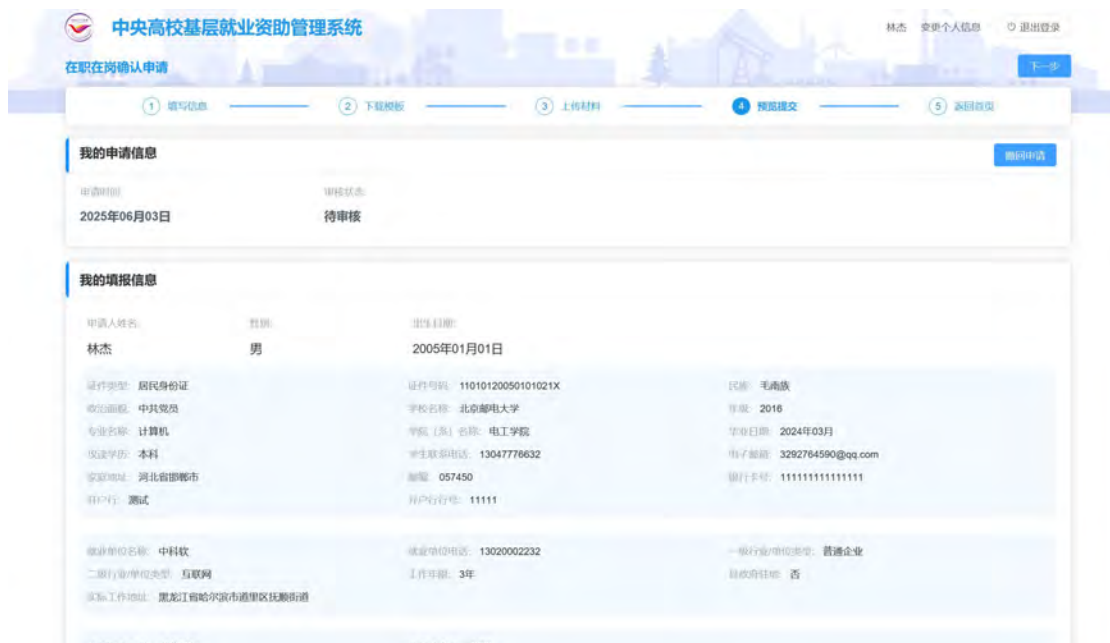 中央高校基层就业资助管理系统
林杰 变更个人信息 退出登录
在职在岗确认申请
下一步
1 填写信息 2 下载模板 3 上传材料 4 预览提交 5 返回首页
我的申请信息
撤回申请
申请时间: 审核状态:
2025年06月03日 待审核
我的填报信息
申请人姓名: 性别: 出生日期:
林杰 男 2005年01月01日
证件类型: 居民身份证 证件号码: 11010120050101021X 民族: 毛南族
政治面貌: 中共党员 学校名称: 北京邮电大学 年级: 2016
专业名称: 计算机 学院（系）名称: 电工学院 毕业日期: 2024年03月
攻读学历: 本科 学生联系电话: 13047776632 电子邮箱: 3292764590@qq.com
家庭地址: 河北省邯郸市 邮编: 057450 银行卡号: 111111111111111
开户行: 测试 开户行行号: 11111
就业单位名称: 中科软 就业单位电话: 13020002232 一级行业/单位类型: 普通企业
二级行业/单位类型: 互联网 工作年限: 3年 县政府驻地: 否
实际工作地址: 黑龙江省哈尔滨市道里区抚顺街道